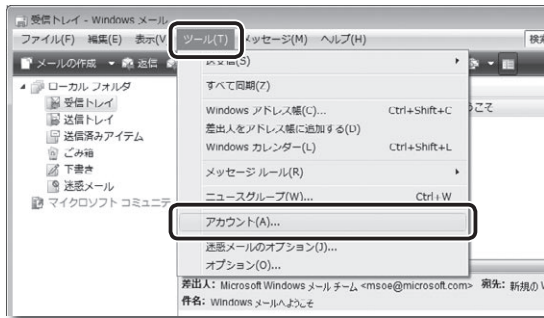 受信トレイ - Windows メール
ファイル(F) 編集(E) 表示(V) ツール(T) メッセージ(M) ヘルプ(H)
メールの作成 返信
ローカル フォルダ
受信トレイ
送信トレイ
送信済みアイテム
ごみ箱
下書き
迷惑メール
マイクロソフト コミュニテ
送受信(S)
すべて同期(Z)
Windows アドレス帳(C)... Ctrl+Shift+C
差出人をアドレス帳に追加する(D)
Windows カレンダー(L) Ctrl+Shift+L
メッセージ ルール(R)
ニュースグループ(W)... Ctrl+W
アカウント(A)...
迷惑メールのオプション(J)...
オプション(O)...
うこそ
差出人: Microsoft Windows メール チーム <msoe@microsoft.com> 宛先: 新規の
件名: Windows メールへようこそ